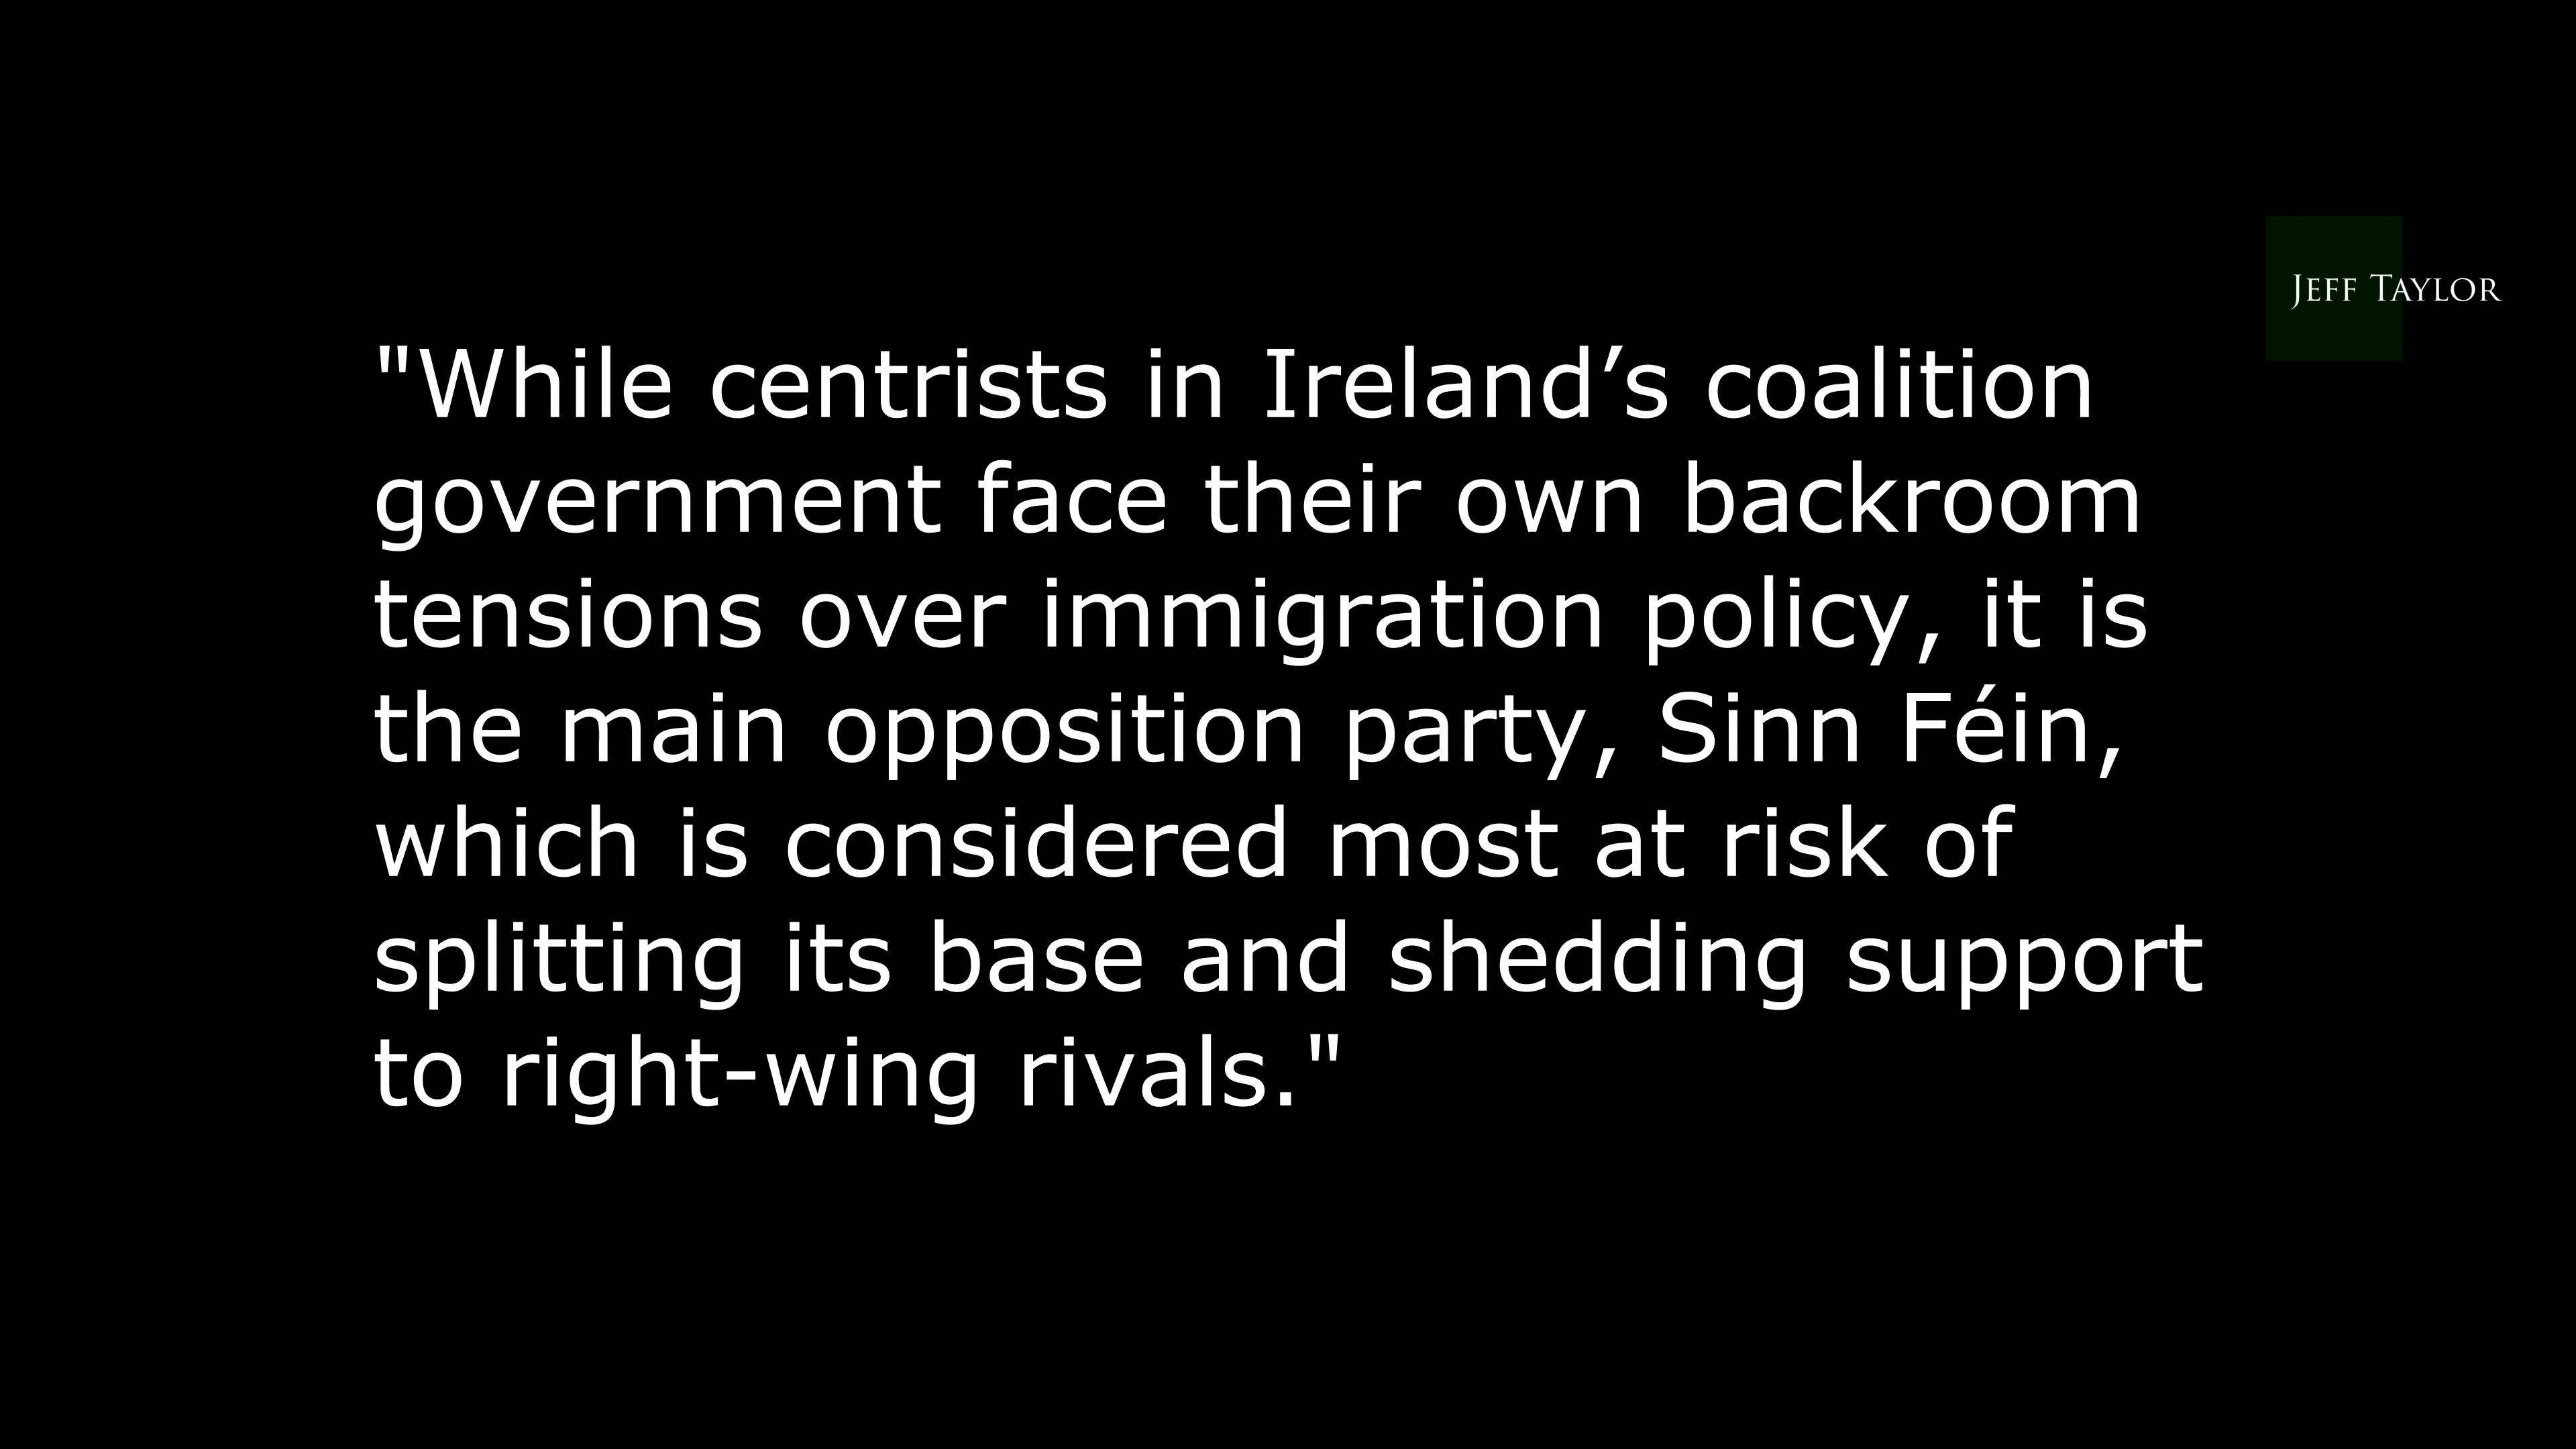 JEFF TAYLOR
"While centrists in Ireland’s coalition
government face their own backroom
tensions over immigration policy, it is
the main opposition party, Sinn Féin,
which is considered most at risk of
splitting its base and shedding support
to right-wing rivals."